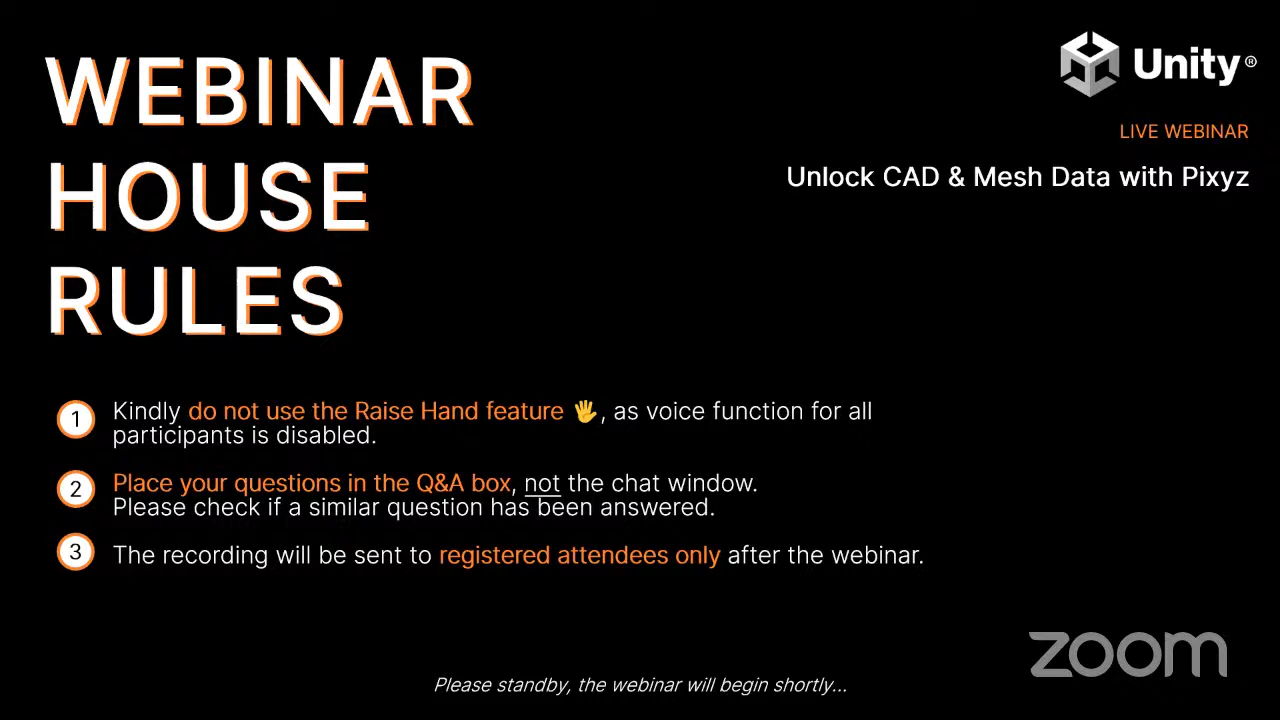 WEBINAR
HOUSE
RULES
Unity®
LIVE WEBINAR
Unlock CAD & Mesh Data with Pixyz
1 Kindly do not use the Raise Hand feature 🖐, as voice function for all
participants is disabled.
2 Place your questions in the Q&A box, not the chat window.
Please check if a similar question has been answered.
3 The recording will be sent to registered attendees only after the webinar.
zoom
Please standby, the webinar will begin shortly...